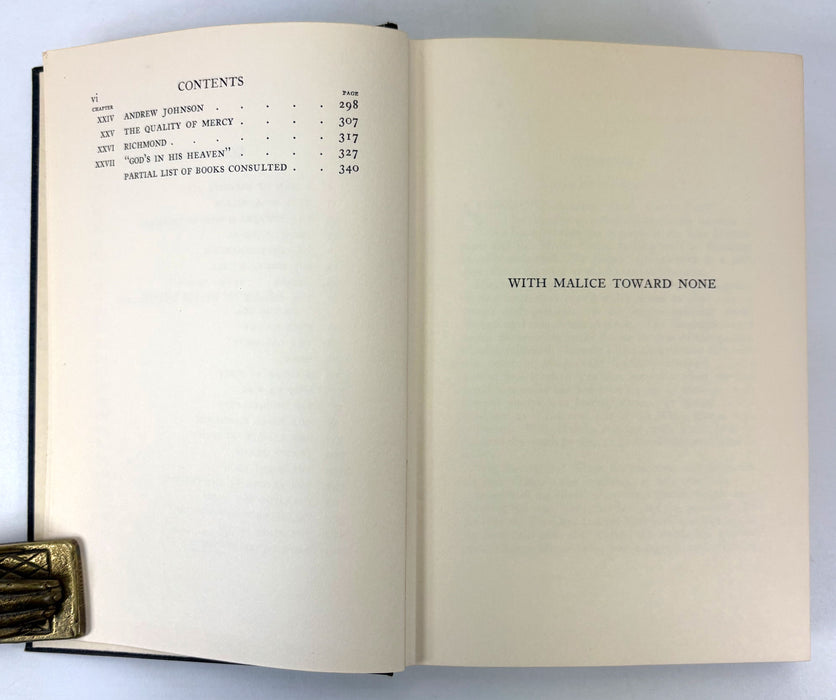 vi
CONTENTS
CHAPTER PAGE
XXIV ANDREW JOHNSON . . . . . 298
XXV THE QUALITY OF MERCY . . . . 307
XXVI RICHMOND . . . . . . 317
XXVII "GOD'S IN HIS HEAVEN" . . . . 327
PARTIAL LIST OF BOOKS CONSULTED . . 340
WITH MALICE TOWARD NONE